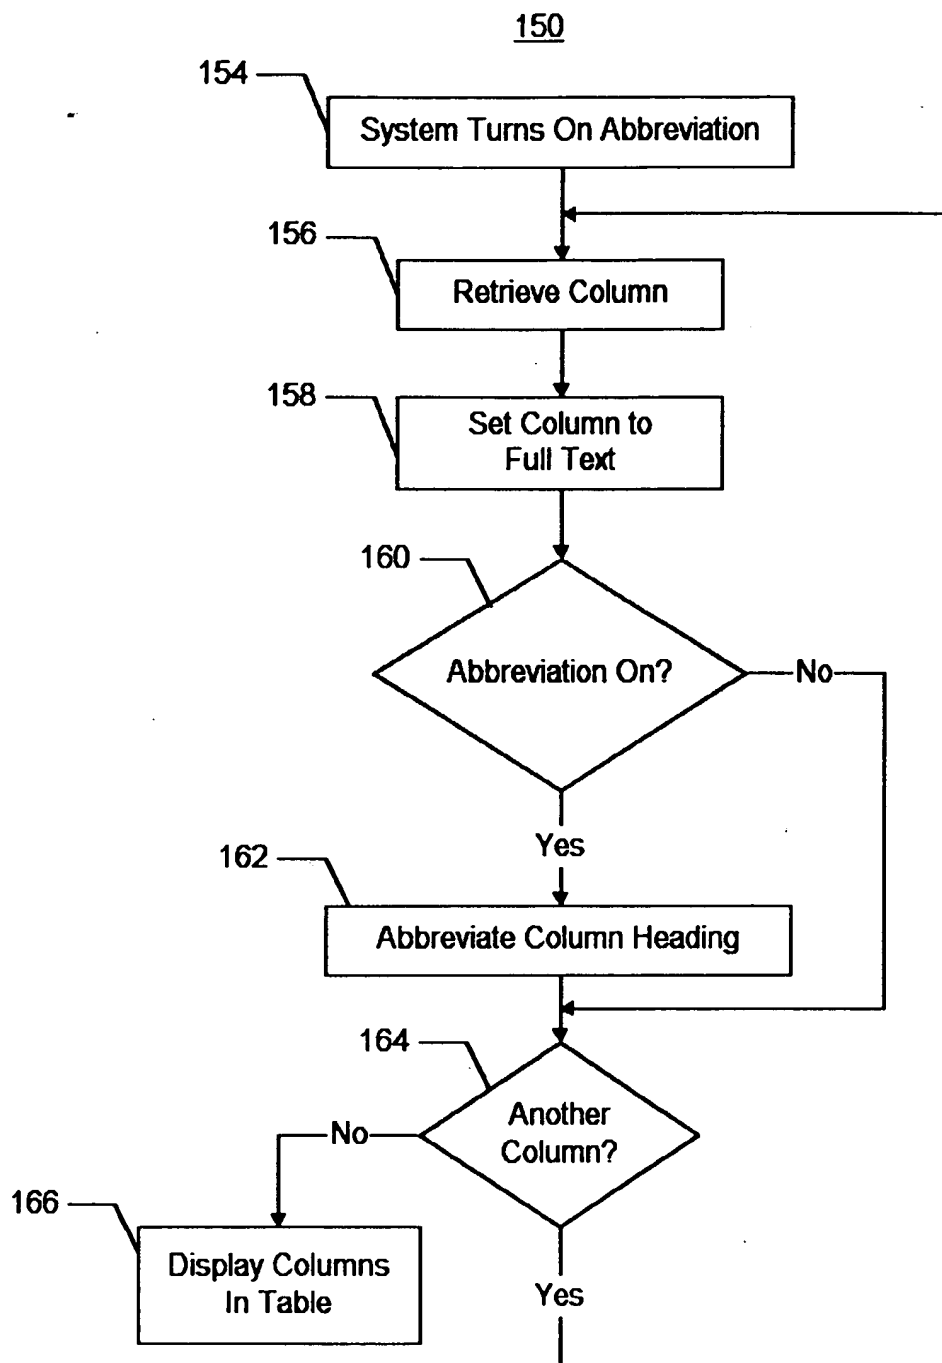 150
154
System Turns On Abbreviation
156
Retrieve Column
158
Set Column to
Full Text
160
Abbreviation On?
No
Yes
162
Abbreviate Column Heading
164
Another
Column?
No
166
Display Columns
In Table
Yes